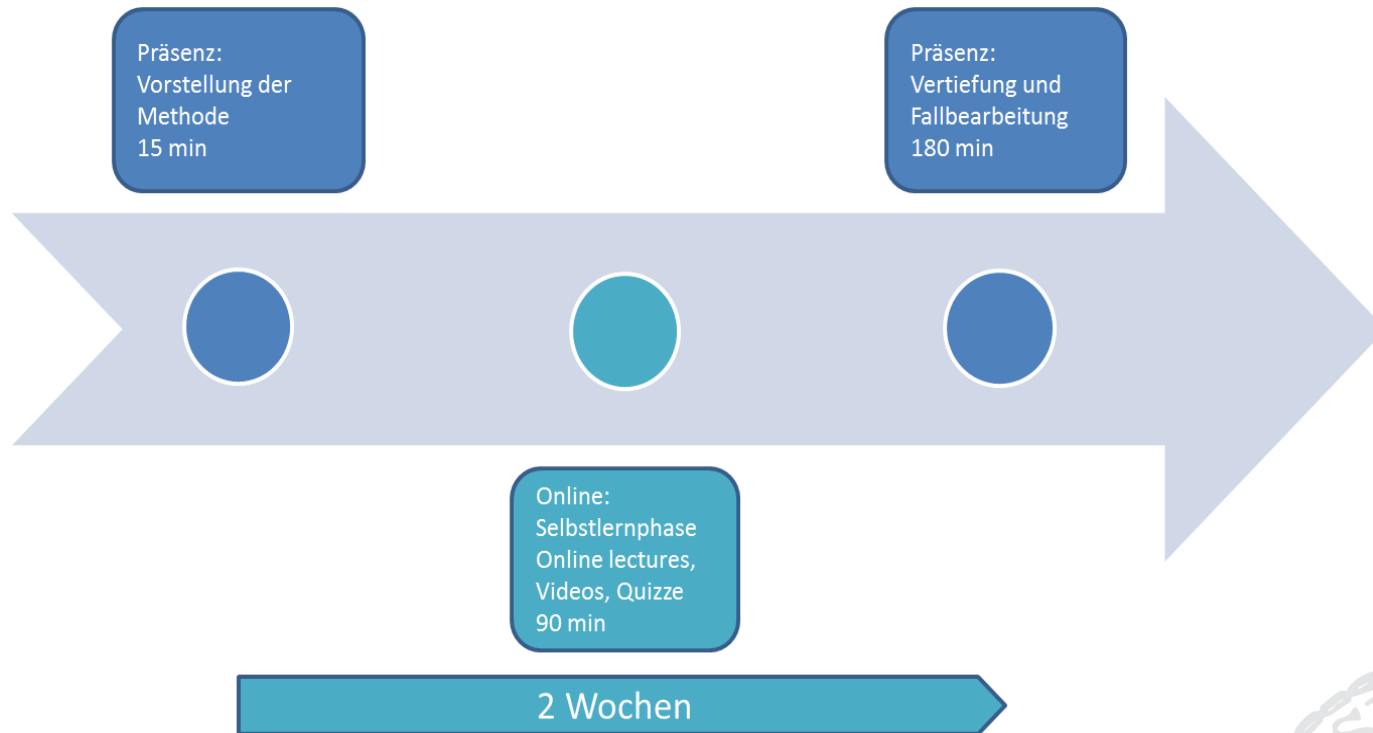 Präsenz:
Vorstellung der
Methode
15 min
Präsenz:
Vertiefung und
Fallbearbeitung
180 min
Online:
Selbstlernphase
Online lectures,
Videos, Quizze
90 min
2 Wochen